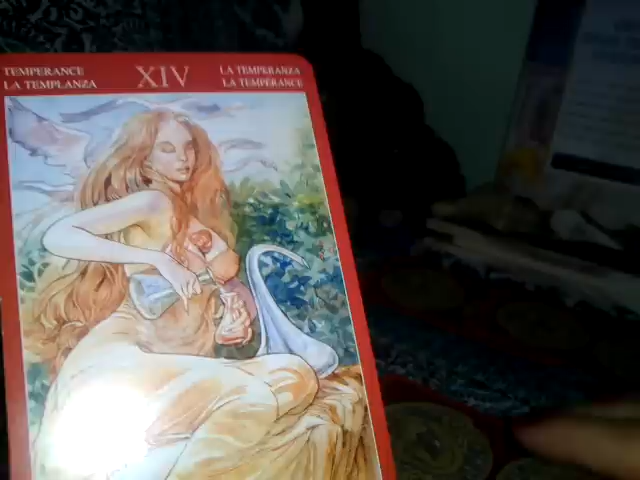 TEMPERANCE
LA TEMPLANZA
XIV
LA TEMPERANZA
LA TEMPÉRANCE